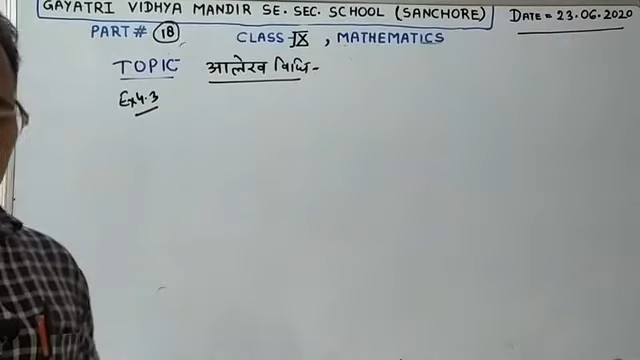 GAYATRI VIDHYA MANDIR SE. SEC. SCHOOL (SANCHORE) DATE = 23.06.2020
PART # 18 CLASS-IX, MATHEMATICS
TOPIC आलेख विधि-
Ex 4.3